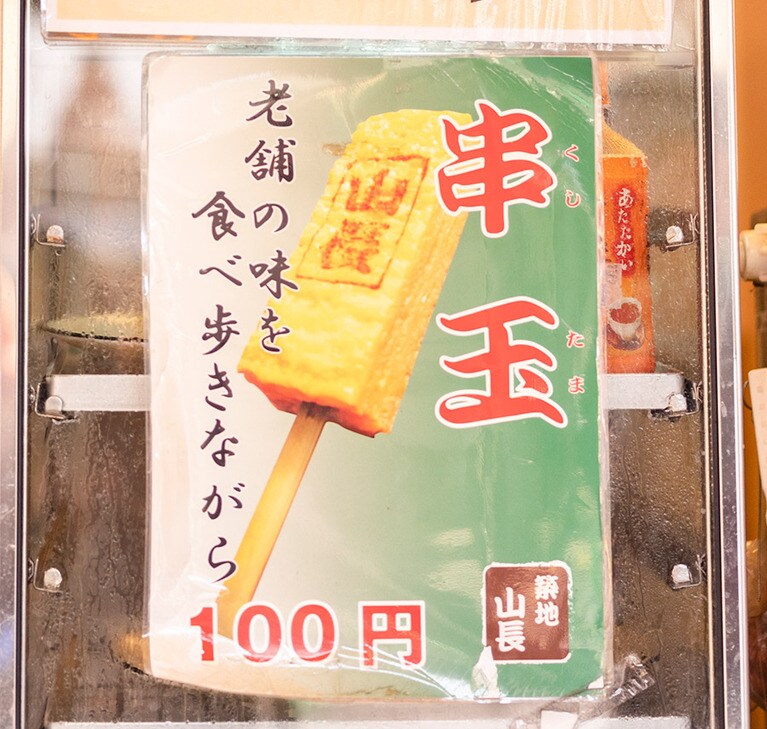 串玉
くし
たま
老舗の味を
食べ歩きながら
山長
100円
築地
山長
あたたかい